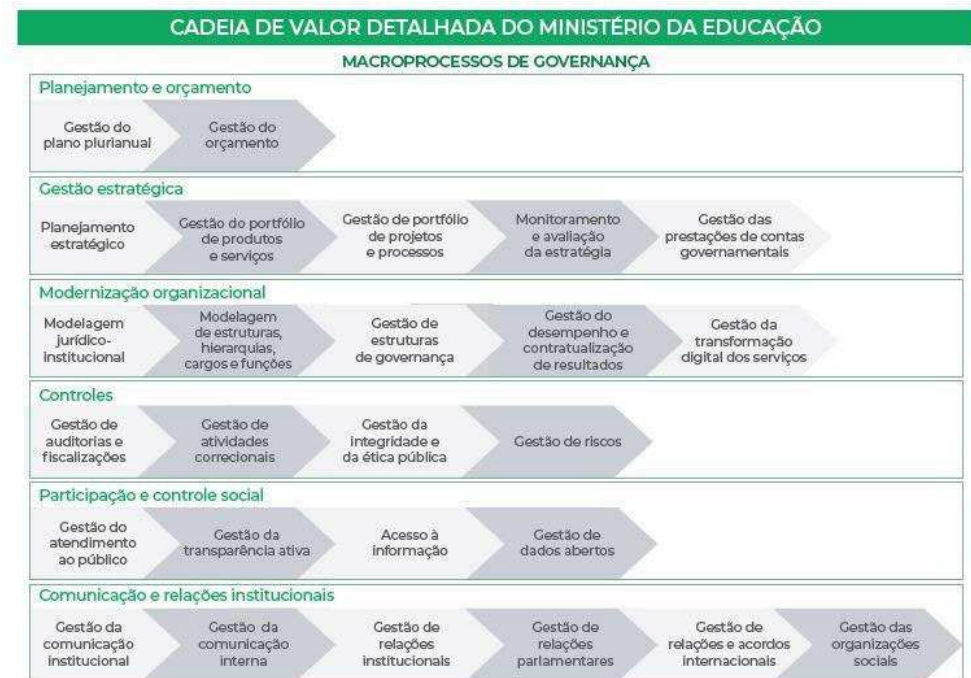 CADEIA DE VALOR DETALHADA DO MINISTÉRIO DA EDUCAÇÃO
MACROPROCESSOS DE GOVERNANÇA
Planejamento e orçamento
Gestão do
plano plurianual
Gestão do
orçamento
Gestão estratégica
Planejamento
estratégico
Gestão do portfólio
de produtos
e serviços
Gestão de portfólio
de projetos
e processos
Monitoramento
e avaliação
da estratégia
Gestão das
prestações de contas
governamentais
Modernização organizacional
Modelagem
jurídico-
institucional
Modelagem
de estruturas,
hierarquias,
cargos e funções
Gestão de
estruturas
de governança
Gestão do
desempenho e
contratualização
de resultados
Gestão da
transformação
digital dos serviços
Controles
Gestão de
auditorias e
fiscalizações
Gestão de
atividades
correcionais
Gestão da
integridade e
da ética pública
Gestão de riscos
Participação e controle social
Gestão do
atendimento
ao público
Gestão da
transparência ativa
Acesso à
informação
Gestão de
dados abertos
Comunicação e relações institucionais
Gestão da
comunicação
institucional
Gestão da
comunicação
interna
Gestão de
relações
institucionais
Gestão de
relações
parlamentares
Gestão de
relações e acordos
internacionais
Gestão das
organizações
sociais